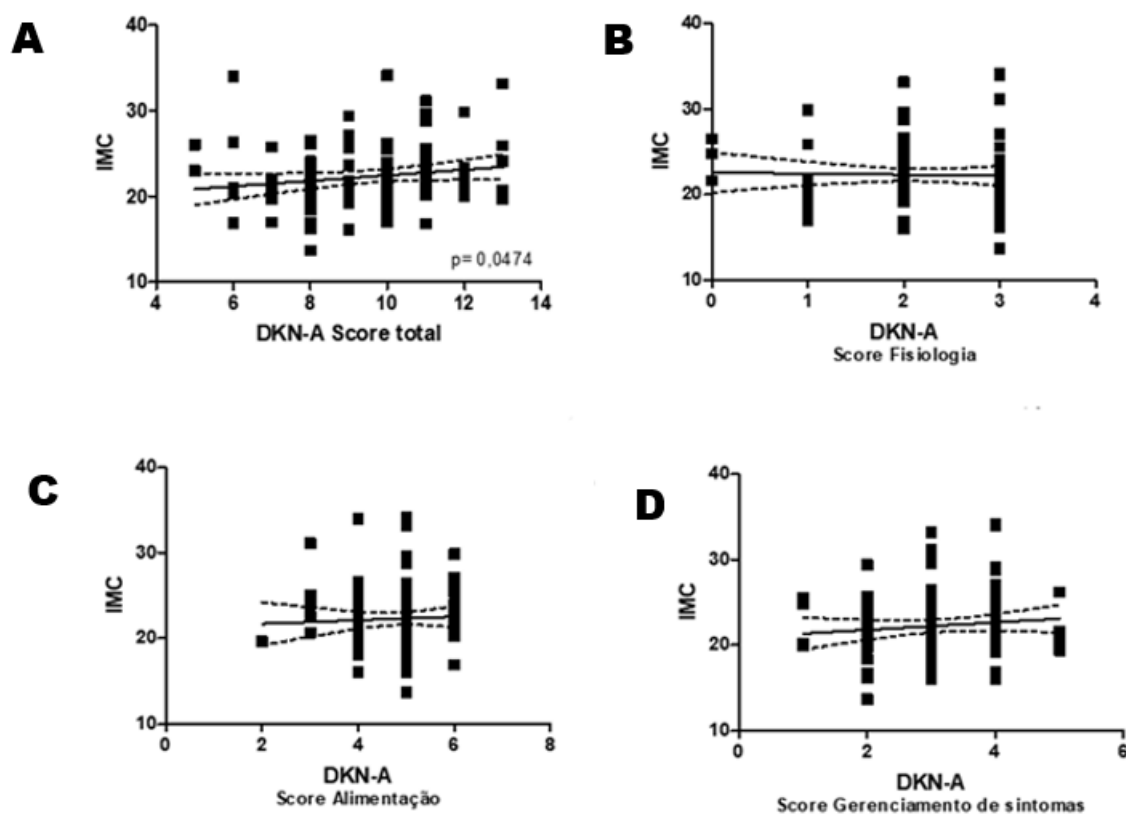 A
40
30
20
10
IMC
4
6
8
10
12
14
p= 0,0474
DKN-A Score total
B
40
30
20
10
IMC
0
1
2
3
4
DKN-A
Score Fisiologia
C
40
30
20
10
IMC
0
2
4
6
8
DKN-A
Score Alimentação
D
40
30
20
10
IMC
0
2
4
6
DKN-A
Score Gerenciamento de sintomas